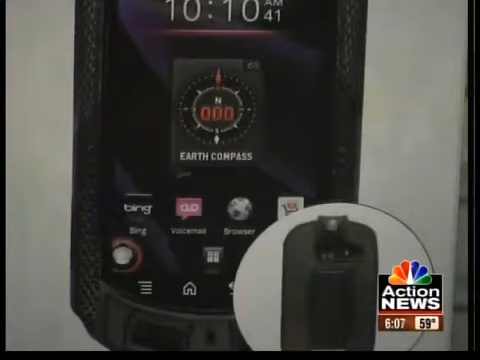 10:10 AM
41
N
000
EARTH COMPASS
bing
Bing
Voicemail
Browser
Action
NEWS
6:07 59°